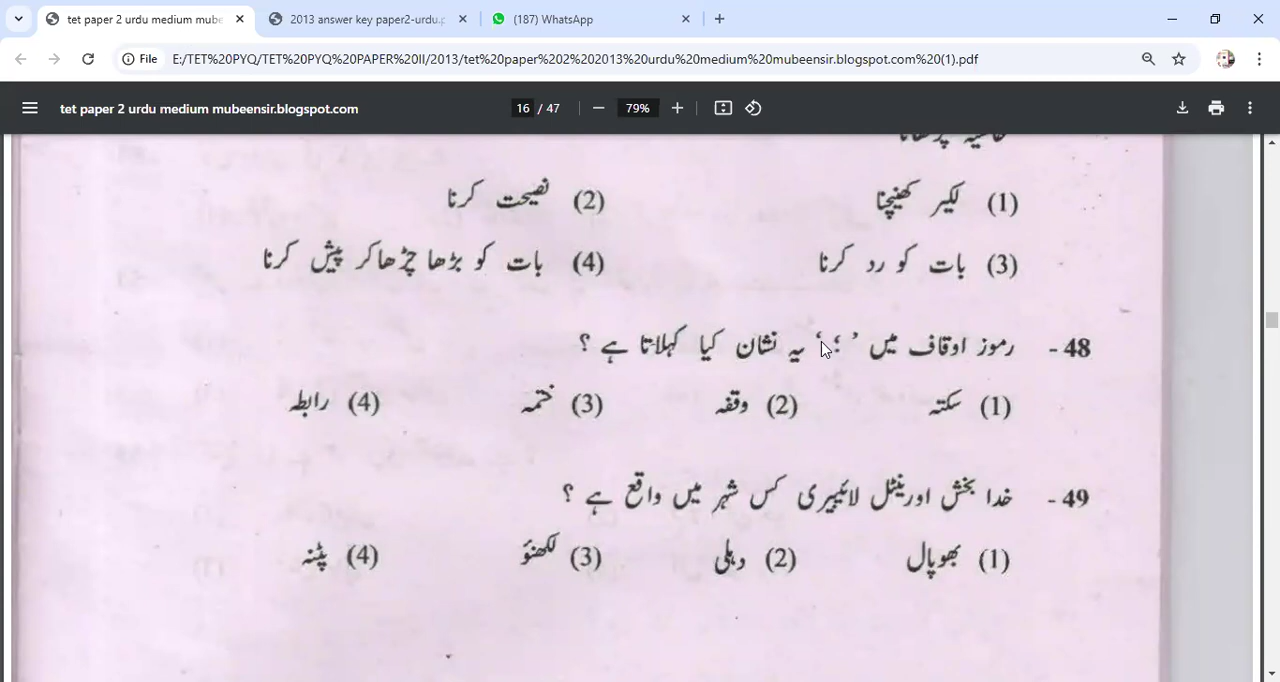 tet paper 2 urdu medium mube
2013 answer key paper2-urdu.p
(187) WhatsApp
File
E:/TET%20PYQ/TET%20PYQ%20PAPER%20II/2013/tet%20paper%202%202013%20urdu%20medium%20mubeensir.blogspot.com%20(1).pdf
tet paper 2 urdu medium mubeensir.blogspot.com
16 / 47
79%
(1) لکیر کھینچنا (2) نصیحت کرنا
(3) بات کو رد کرنا (4) بات کو بڑھا چڑھا کر پیش کرنا
48 - رموز اوقاف میں ’ ؛ ‘ یہ نشان کیا کہلاتا ہے ؟
(1) سکتہ (2) وقفہ (3) ختمہ (4) رابطہ
49 - خدا بخش اورینٹل لائبیری کس شہر میں واقع ہے ؟
(1) بھوپال (2) دہلی (3) لکھنؤ (4) پٹنہ